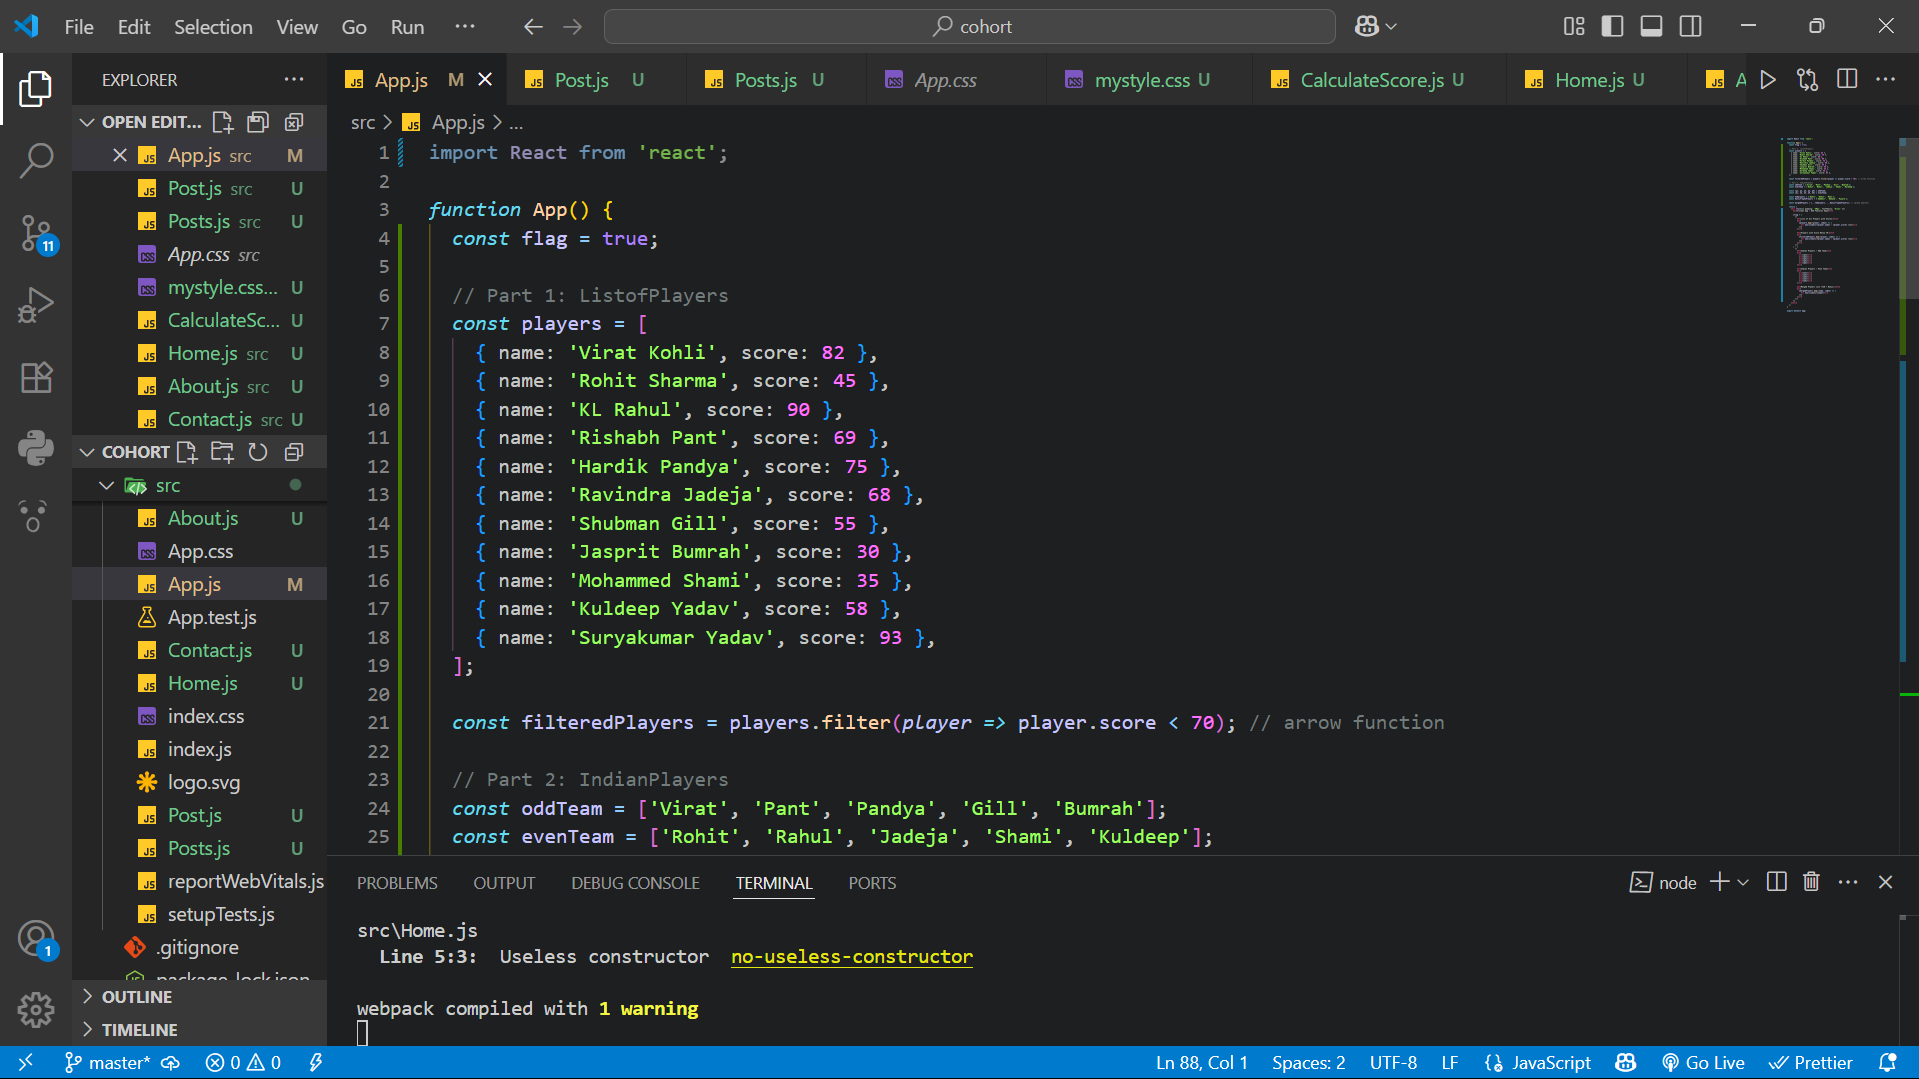 File Edit Selection View Go Run ··· cohort
EXPLORER ···
App.js M Post.js U Posts.js U App.css mystyle.css U CalculateScore.js U Home.js U A
OPEN EDIT...
App.js src M
Post.js src U
Posts.js src U
App.css src
mystyle.css... U
CalculateSc... U
Home.js src U
About.js src U
Contact.js src U
COHORT
src
About.js U
App.css
App.js M
App.test.js
Contact.js U
Home.js U
index.css
index.js
logo.svg
Post.js U
Posts.js U
reportWebVitals.js
setupTests.js
.gitignore
package-lock.json
OUTLINE
TIMELINE
11
1
src > App.js > ...
1 import React from 'react';
2
3 function App() {
4 const flag = true;
5
6 // Part 1: ListofPlayers
7 const players = [
8 { name: 'Virat Kohli', score: 82 },
9 { name: 'Rohit Sharma', score: 45 },
10 { name: 'KL Rahul', score: 90 },
11 { name: 'Rishabh Pant', score: 69 },
12 { name: 'Hardik Pandya', score: 75 },
13 { name: 'Ravindra Jadeja', score: 68 },
14 { name: 'Shubman Gill', score: 55 },
15 { name: 'Jasprit Bumrah', score: 30 },
16 { name: 'Mohammed Shami', score: 35 },
17 { name: 'Kuldeep Yadav', score: 58 },
18 { name: 'Suryakumar Yadav', score: 93 },
19 ];
20
21 const filteredPlayers = players.filter(player => player.score < 70); // arrow function
22
23 // Part 2: IndianPlayers
24 const oddTeam = ['Virat', 'Pant', 'Pandya', 'Gill', 'Bumrah'];
25 const evenTeam = ['Rohit', 'Rahul', 'Jadeja', 'Shami', 'Kuldeep'];
PROBLEMS OUTPUT DEBUG CONSOLE TERMINAL PORTS node
src\Home.js
Line 5:3: Useless constructor no-useless-constructor
webpack compiled with 1 warning
master* 0 0 Ln 88, Col 1 Spaces: 2 UTF-8 LF {} JavaScript Go Live Prettier